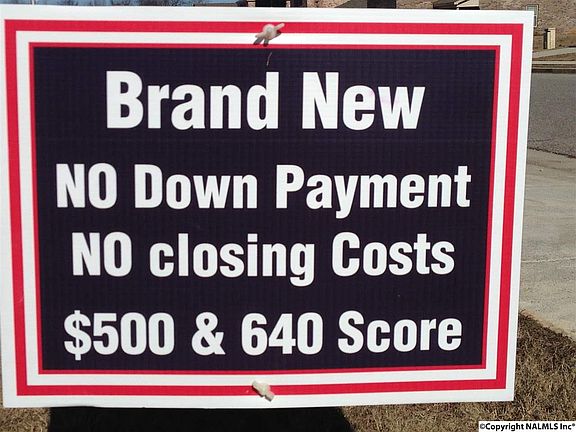 Brand New
NO Down Payment
NO closing Costs
$500 & 640 Score
©Copyright NALMLS Inc*